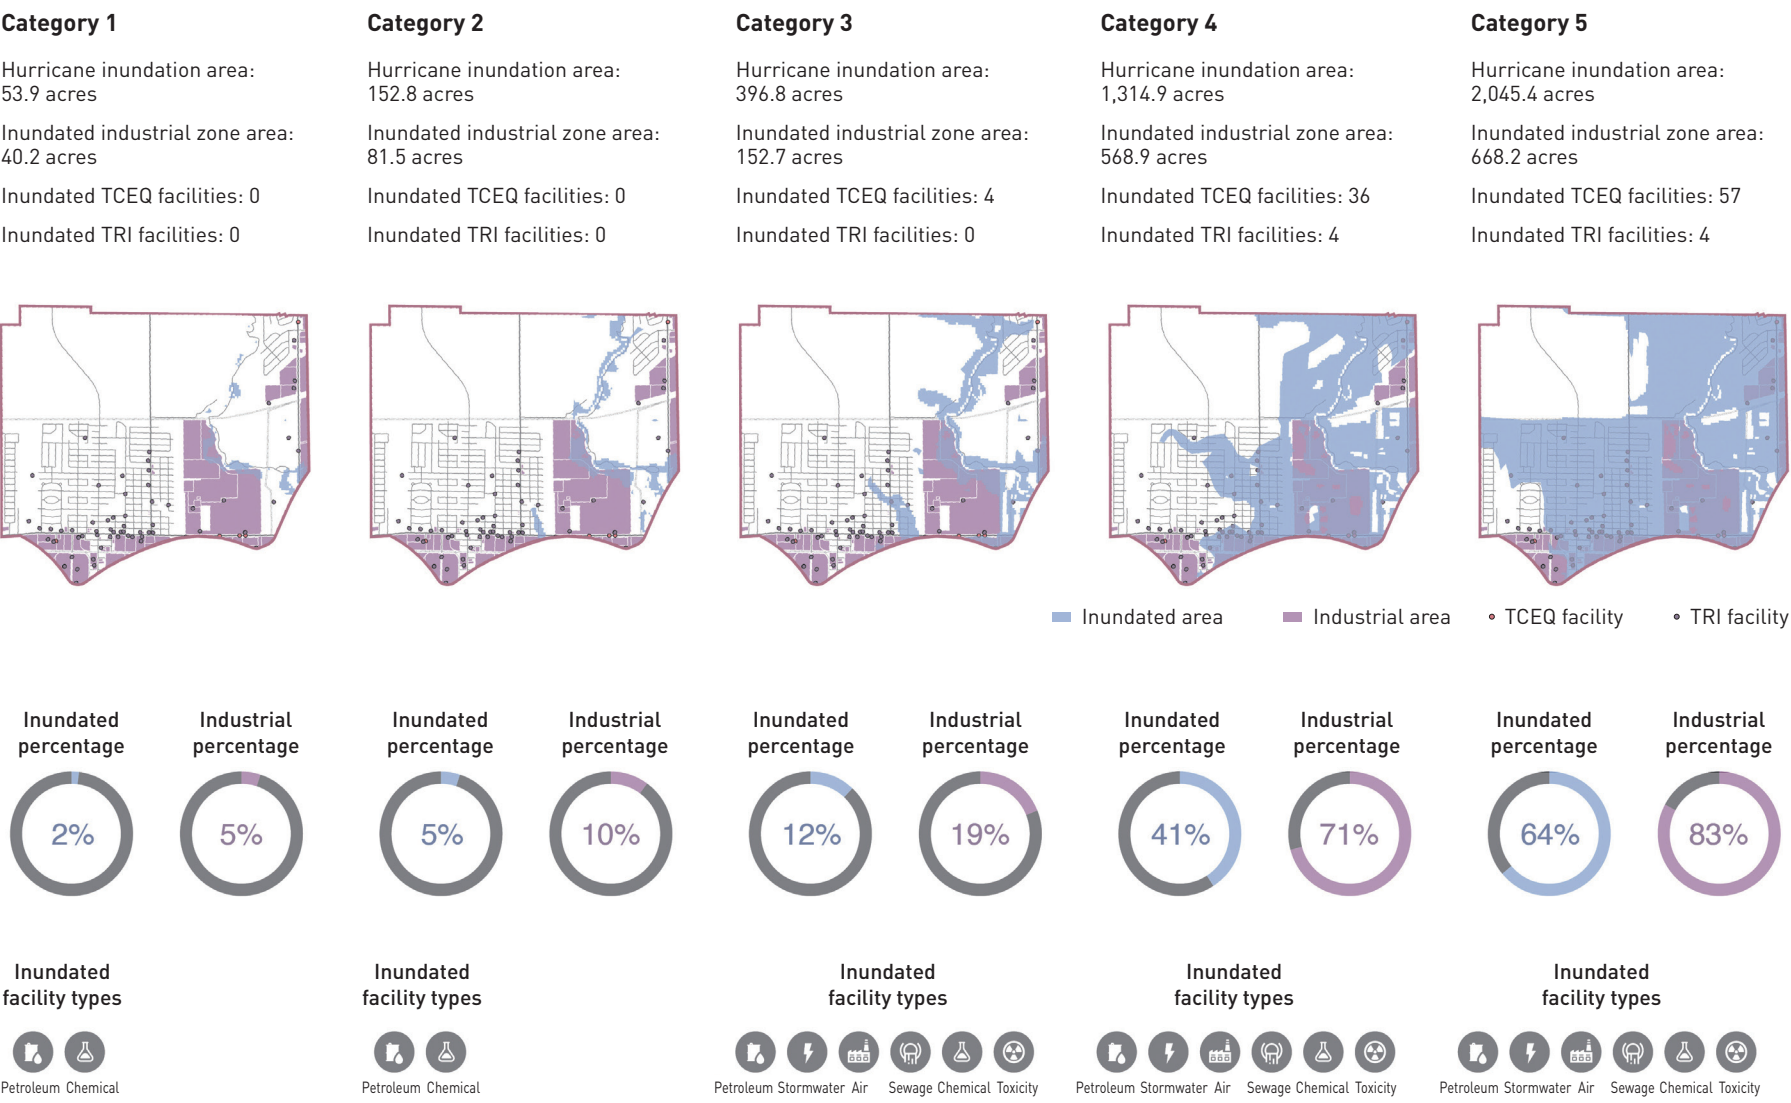 Category 1
Hurricane inundation area:
53.9 acres
Inundated industrial zone area:
40.2 acres
Inundated TCEQ facilities: 0
Inundated TRI facilities: 0
Category 2
Hurricane inundation area:
152.8 acres
Inundated industrial zone area:
81.5 acres
Inundated TCEQ facilities: 0
Inundated TRI facilities: 0
Category 3
Hurricane inundation area:
396.8 acres
Inundated industrial zone area:
152.7 acres
Inundated TCEQ facilities: 4
Inundated TRI facilities: 0
Category 4
Hurricane inundation area:
1,314.9 acres
Inundated industrial zone area:
568.9 acres
Inundated TCEQ facilities: 36
Inundated TRI facilities: 4
Category 5
Hurricane inundation area:
2,045.4 acres
Inundated industrial zone area:
668.2 acres
Inundated TCEQ facilities: 57
Inundated TRI facilities: 4
Inundated area
Industrial area
TCEQ facility
TRI facility
Inundated
percentage
2%
Industrial
percentage
5%
Inundated
percentage
5%
Industrial
percentage
10%
Inundated
percentage
12%
Industrial
percentage
19%
Inundated
percentage
41%
Industrial
percentage
71%
Inundated
percentage
64%
Industrial
percentage
83%
Inundated
facility types
Petroleum Chemical
Inundated
facility types
Petroleum Chemical
Inundated
facility types
Petroleum Stormwater Air Sewage Chemical Toxicity
Inundated
facility types
Petroleum Stormwater Air Sewage Chemical Toxicity
Inundated
facility types
Petroleum Stormwater Air Sewage Chemical Toxicity